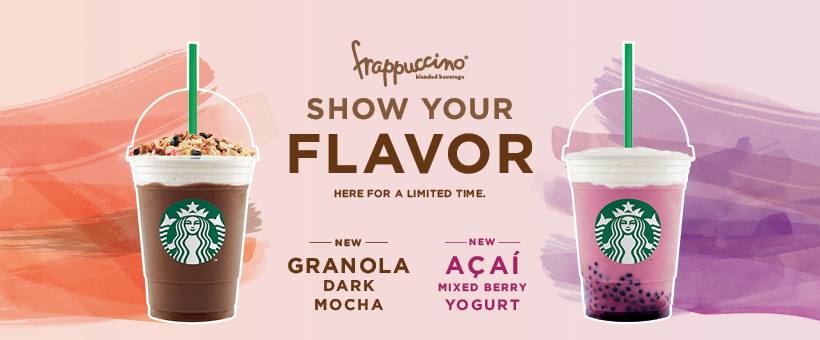 frappuccino®
blended beverage
SHOW YOUR
FLAVOR
HERE FOR A LIMITED TIME.
NEW
GRANOLA
DARK
MOCHA
NEW
AÇAÍ
MIXED BERRY
YOGURT